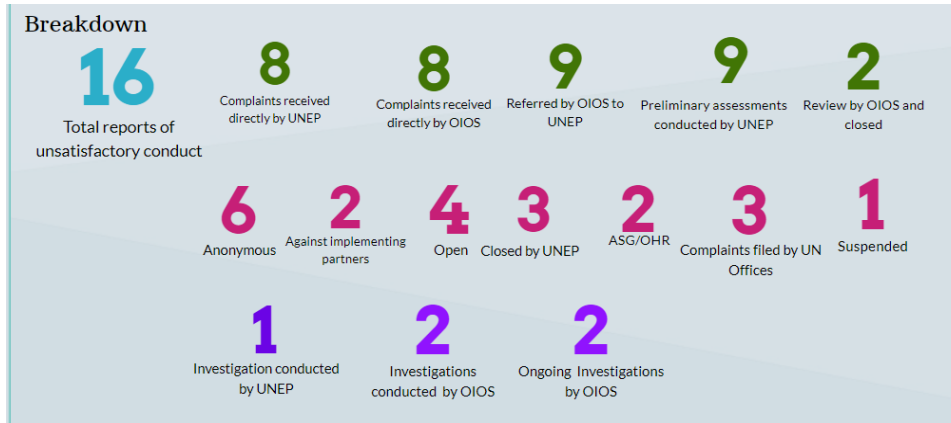 Breakdown
16
Total reports of
unsatisfactory conduct
8
Complaints received
directly by UNEP
8
Complaints received
directly by OIOS
9
Referred by OIOS to
UNEP
9
Preliminary assessments
conducted by UNEP
2
Review by OIOS and
closed
6
Anonymous
2
Against implementing
partners
4
Open
3
Closed by UNEP
2
ASG/OHR
3
Complaints filed by UN
Offices
1
Suspended
1
Investigation conducted
by UNEP
2
Investigations
conducted by OIOS
2
Ongoing Investigations
by OIOS